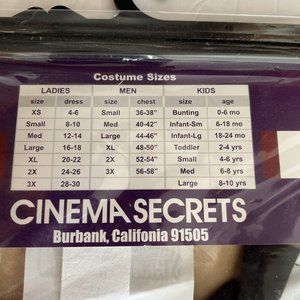 Costume Sizes
LADIES MEN KIDS
size dress size chest size age
XS 4-6 Small 36-38" Bunting 0-6 mo
Small 8-10 Med 40-42" Infant-Sm 6-18 mo
Med 12-14 Large 44-46" Infant-Lg 18-24 mo
Large 16-18 XL 48-50" Toddler 2-4 yrs
XL 20-22 2X 52-54" Small 4-6 yrs
2X 24-26 3X 56-58" Med 6-8 yrs
3X 28-30 Large 8-10 yrs
CINEMA SECRETS
Burbank, Califonia 91505